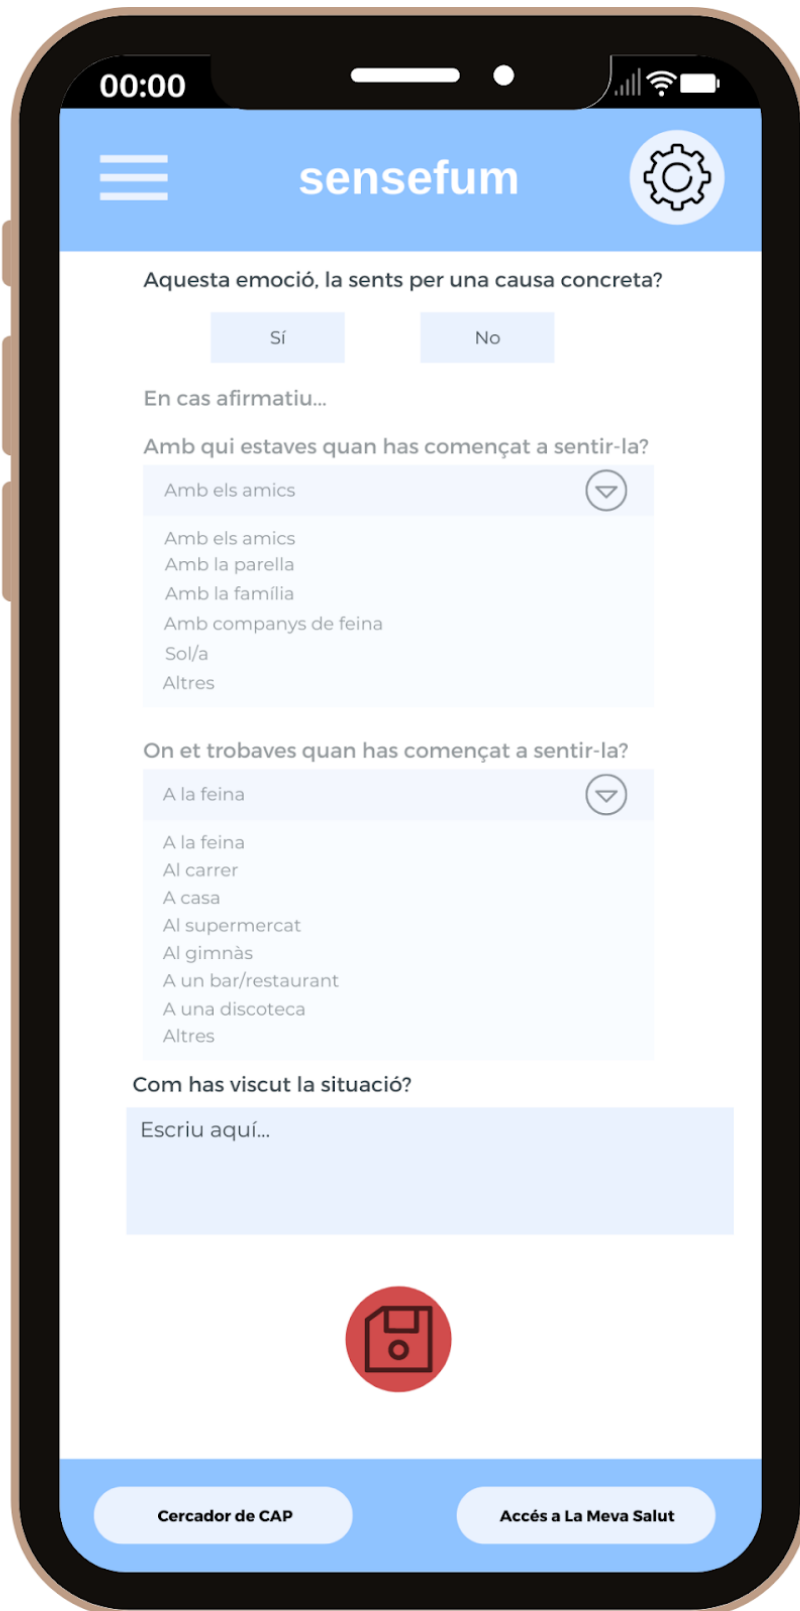 00:00
sensefum
Aquesta emoció, la sents per una causa concreta?
Sí
No
En cas afirmatiu...
Amb qui estaves quan has començat a sentir-la?
Amb els amics
Amb els amics
Amb la parella
Amb la família
Amb companys de feina
Sol/a
Altres
On et trobaves quan has començat a sentir-la?
A la feina
A la feina
Al carrer
A casa
Al supermercat
Al gimnàs
A un bar/restaurant
A una discoteca
Altres
Com has viscut la situació?
Escriu aquí...
Cercador de CAP
Accés a La Meva Salut